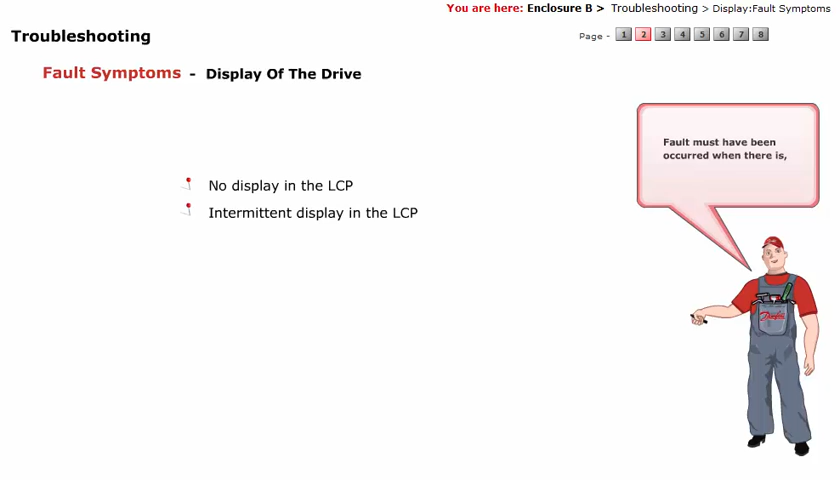 You are here: Enclosure B > Troubleshooting > Display:Fault Symptoms
Troubleshooting
Page - 1 2 3 4 5 6 7 8
Fault Symptoms - Display Of The Drive
Fault must have been
occurred when there is,
No display in the LCP
Intermittent display in the LCP
Danfoss